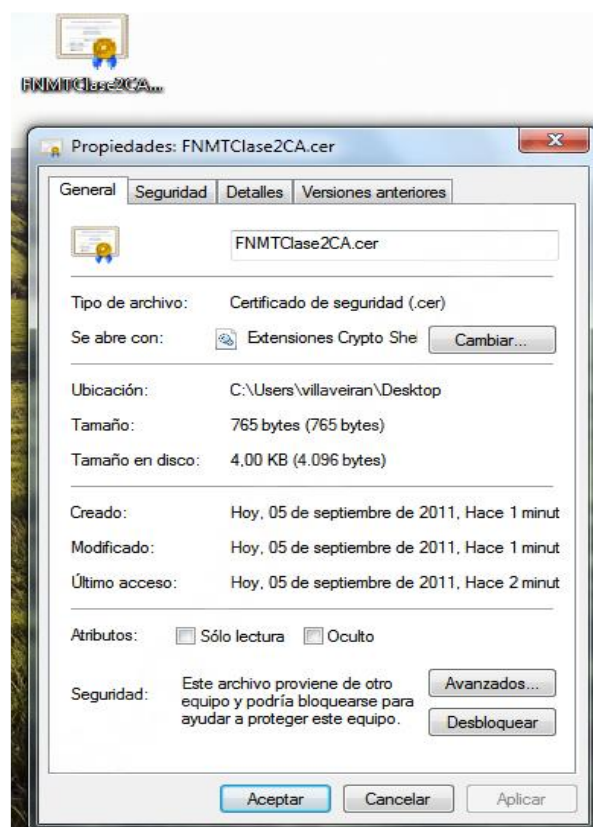 FNMTClase2CA...
Propiedades: FNMTClase2CA.cer
General Seguridad Detalles Versiones anteriores
FNMTClase2CA.cer
Tipo de archivo: Certificado de seguridad (.cer)
Se abre con: Extensiones Crypto Shel Cambiar...
Ubicación: C:\Users\villaveiran\Desktop
Tamaño: 765 bytes (765 bytes)
Tamaño en disco: 4,00 KB (4.096 bytes)
Creado: Hoy, 05 de septiembre de 2011, Hace 1 minut
Modificado: Hoy, 05 de septiembre de 2011, Hace 1 minut
Último acceso: Hoy, 05 de septiembre de 2011, Hace 2 minut
Atributos: Sólo lectura Oculto
Seguridad: Este archivo proviene de otro
equipo y podría bloquearse para
ayudar a proteger este equipo.
Avanzados...
Desbloquear
Aceptar Cancelar Aplicar